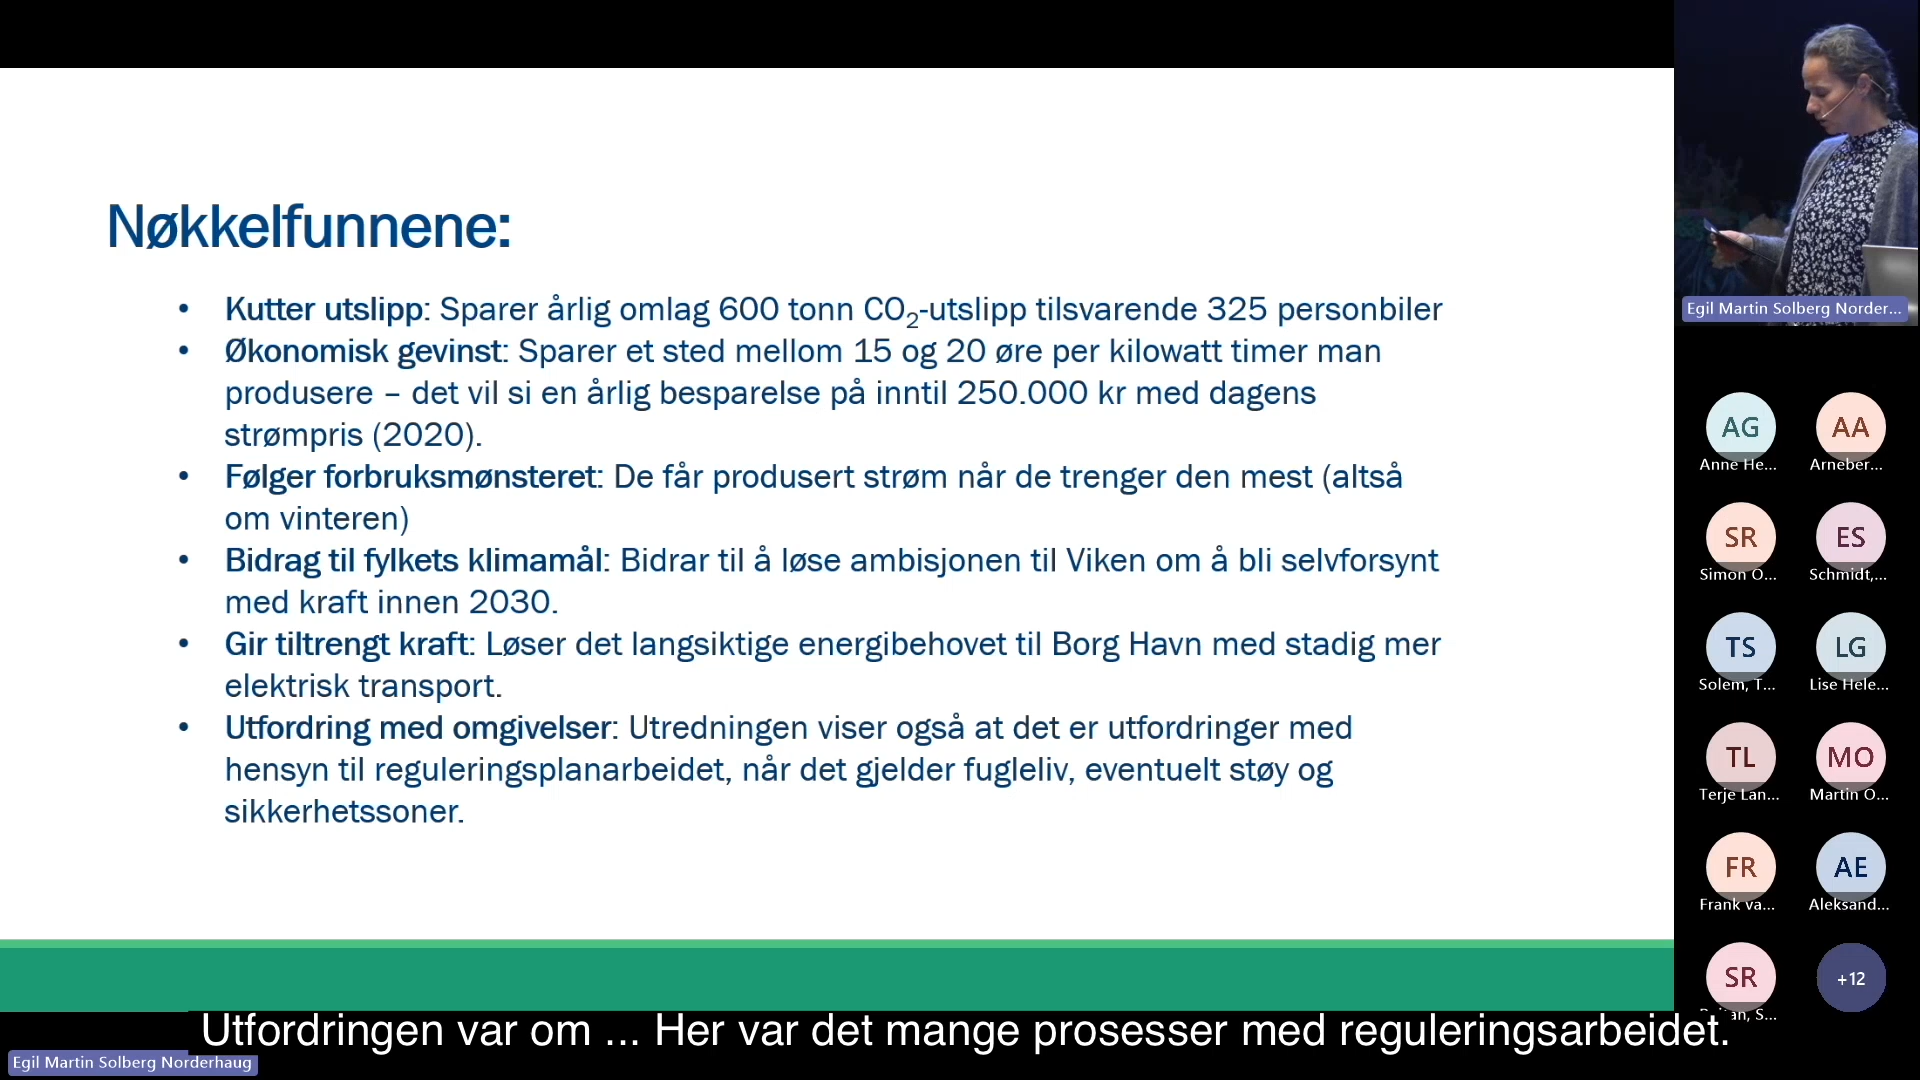 Nøkkelfunnene:
• Kutter utslipp: Sparer årlig omlag 600 tonn CO2-utslipp tilsvarende 325 personbiler
• Økonomisk gevinst: Sparer et sted mellom 15 og 20 øre per kilowatt timer man
produsere – det vil si en årlig besparelse på inntil 250.000 kr med dagens
strømpris (2020).
• Følger forbruksmønsteret: De får produsert strøm når de trenger den mest (altså
om vinteren)
• Bidrag til fylkets klimamål: Bidrar til å løse ambisjonen til Viken om å bli selvforsynt
med kraft innen 2030.
• Gir tiltrengt kraft: Løser det langsiktige energibehovet til Borg Havn med stadig mer
elektrisk transport.
• Utfordring med omgivelser: Utredningen viser også at det er utfordringer med
hensyn til reguleringsplanarbeidet, når det gjelder fugleliv, eventuelt støy og
sikkerhetssoner.
Utfordringen var om ... Her var det mange prosesser med reguleringsarbeidet.
Egil Martin Solberg Norderhaug
Egil Martin Solberg Norder...
AG AA
Anne He... Arneber...
SR ES
Simon O... Schmidt,...
TS LG
Solem, T... Lise Hele...
TL MO
Terje Lan... Martin O...
FR AE
Frank va... Aleksand...
SR +12
an, S...